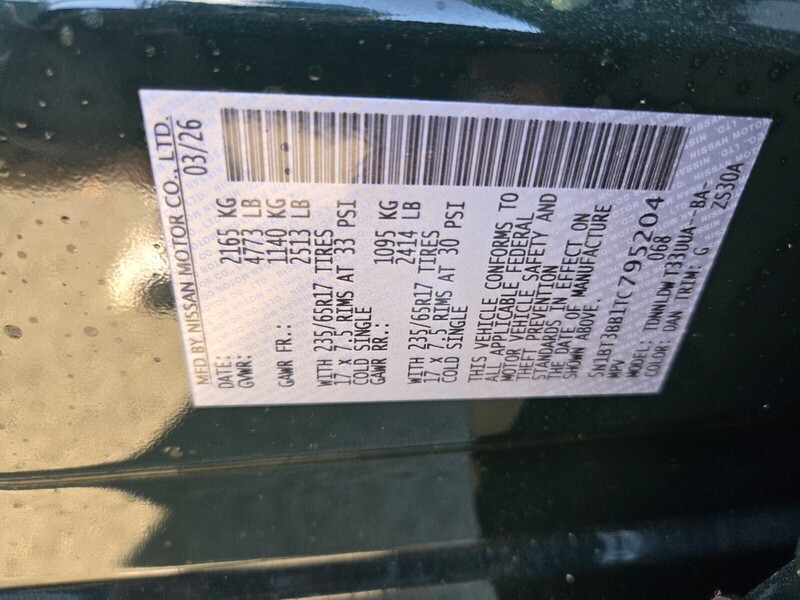 MFD BY NISSAN MOTOR CO., LTD.
DATE: 03/26
GVWR: 2165 KG
4773 LB
GAWR FR.: 1140 KG
2513 LB
WITH 235/65R17 TIRES
17 X 7.5 RIMS AT 33 PSI
COLD SINGLE
GAWR RR.: 1095 KG
2414 LB
WITH 235/65R17 TIRES
17 X 7.5 RIMS AT 30 PSI
COLD SINGLE
THIS VEHICLE CONFORMS TO
ALL APPLICABLE FEDERAL
MOTOR VEHICLE SAFETY AND
THEFT PREVENTION
STANDARDS IN EFFECT ON
THE DATE OF MANUFACTURE
SHOWN ABOVE.
5N1BT3BB1TC795204
MPV 068
MODEL: TDNNLDW T33UUA--BA-
COLOR: DAN TRIM: G 2S30A